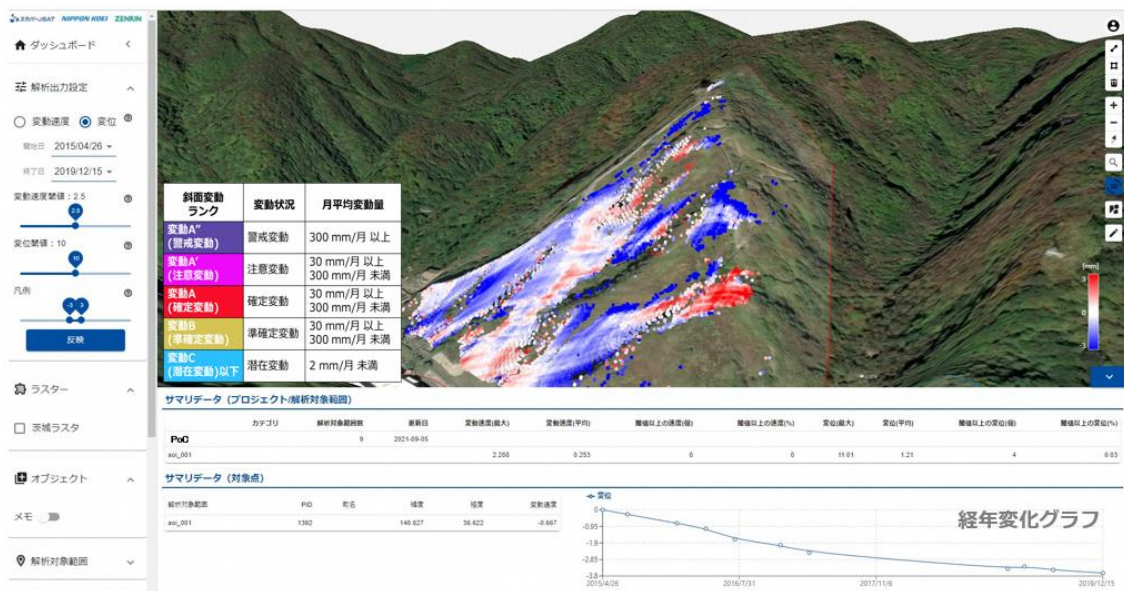 スカパーJSAT NIPPON KOEI ZENRIN
ダッシュボード
解析出力設定
変動速度 変位
開始日 2015/04/26
終了日 2019/12/15
変動速度閾値：2.5
2.5
変位閾値：10
10
凡例
-3 3
反映
ラスター
茨城ラスタ
オブジェクト
メモ
解析対象範囲
斜面変動ランク 変動状況 月平均変動量
変動A”
(警戒変動) 警戒変動 300 mm/月 以上
変動A’
(注意変動) 注意変動 30 mm/月 以上
300 mm/月 未満
変動A
(確定変動) 確定変動 30 mm/月 以上
300 mm/月 未満
変動B
(準確定変動) 準確定変動 30 mm/月 以上
300 mm/月 未満
変動C
(潜在変動)以下 潜在変動 2 mm/月 未満
[mm]
3
0
-3
サマリデータ（プロジェクト/解析対象範囲）
カテゴリ 解析対象範囲数 更新日 変動速度(最大) 変動速度(平均) 閾値以上の速度(個) 閾値以上の速度(%) 変位(最大) 変位(平均) 閾値以上の変位(個) 閾値以上の変位(%)
PoC 9 2021-09-05
aoi_001 2.268 0.253 0 0 11.01 1.21 4 0.03
サマリデータ（対象点）
解析対象範囲 PID 町名 緯度 経度 変動速度
aoi_001 1392 140.627 36.622 -0.667
変位
経年変化グラフ
0
-0.95
-1.9
-2.85
-3.8
2015/4/26 2016/7/31 2017/11/6 2019/12/15